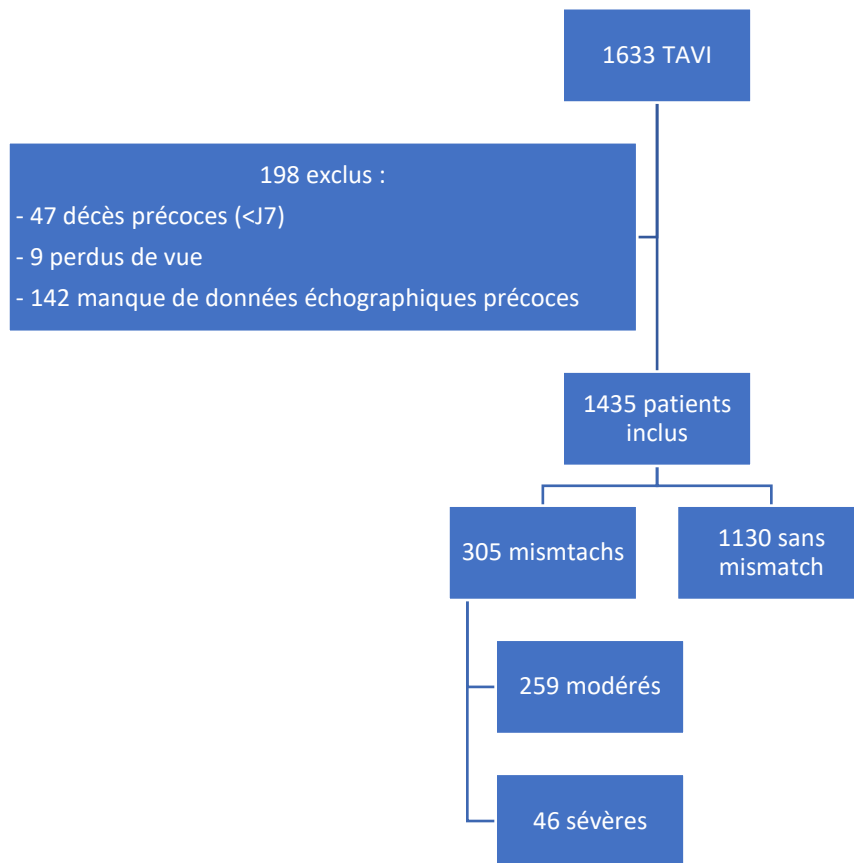 1633 TAVI
198 exclus :
- 47 décès précoces (<J7)
- 9 perdus de vue
- 142 manque de données échographiques précoces
1435 patients
inclus
305 mismtachs
1130 sans
mismatch
259 modérés
46 sévères